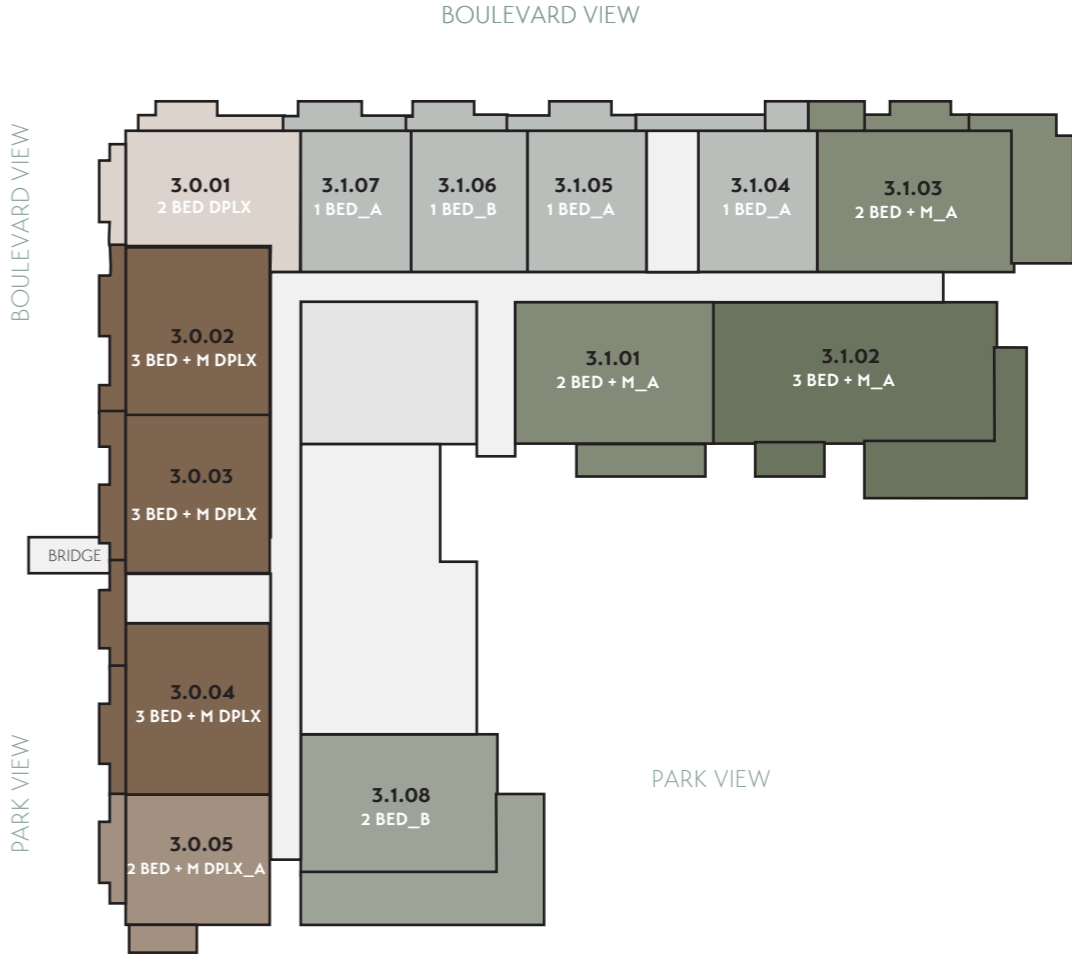 BOULEVARD VIEW
BOULEVARD VIEW
3.0.01
2 BED DPLX
3.1.07
1 BED_A
3.1.06
1 BED_B
3.1.05
1 BED_A
3.1.04
1 BED_A
3.1.03
2 BED + M_A
3.0.02
3 BED + M DPLX
3.1.01
2 BED + M_A
3.1.02
3 BED + M_A
3.0.03
3 BED + M DPLX
BRIDGE
3.0.04
3 BED + M DPLX
PARK VIEW
3.1.08
2 BED_B
PARK VIEW
3.0.05
2 BED + M DPLX_A